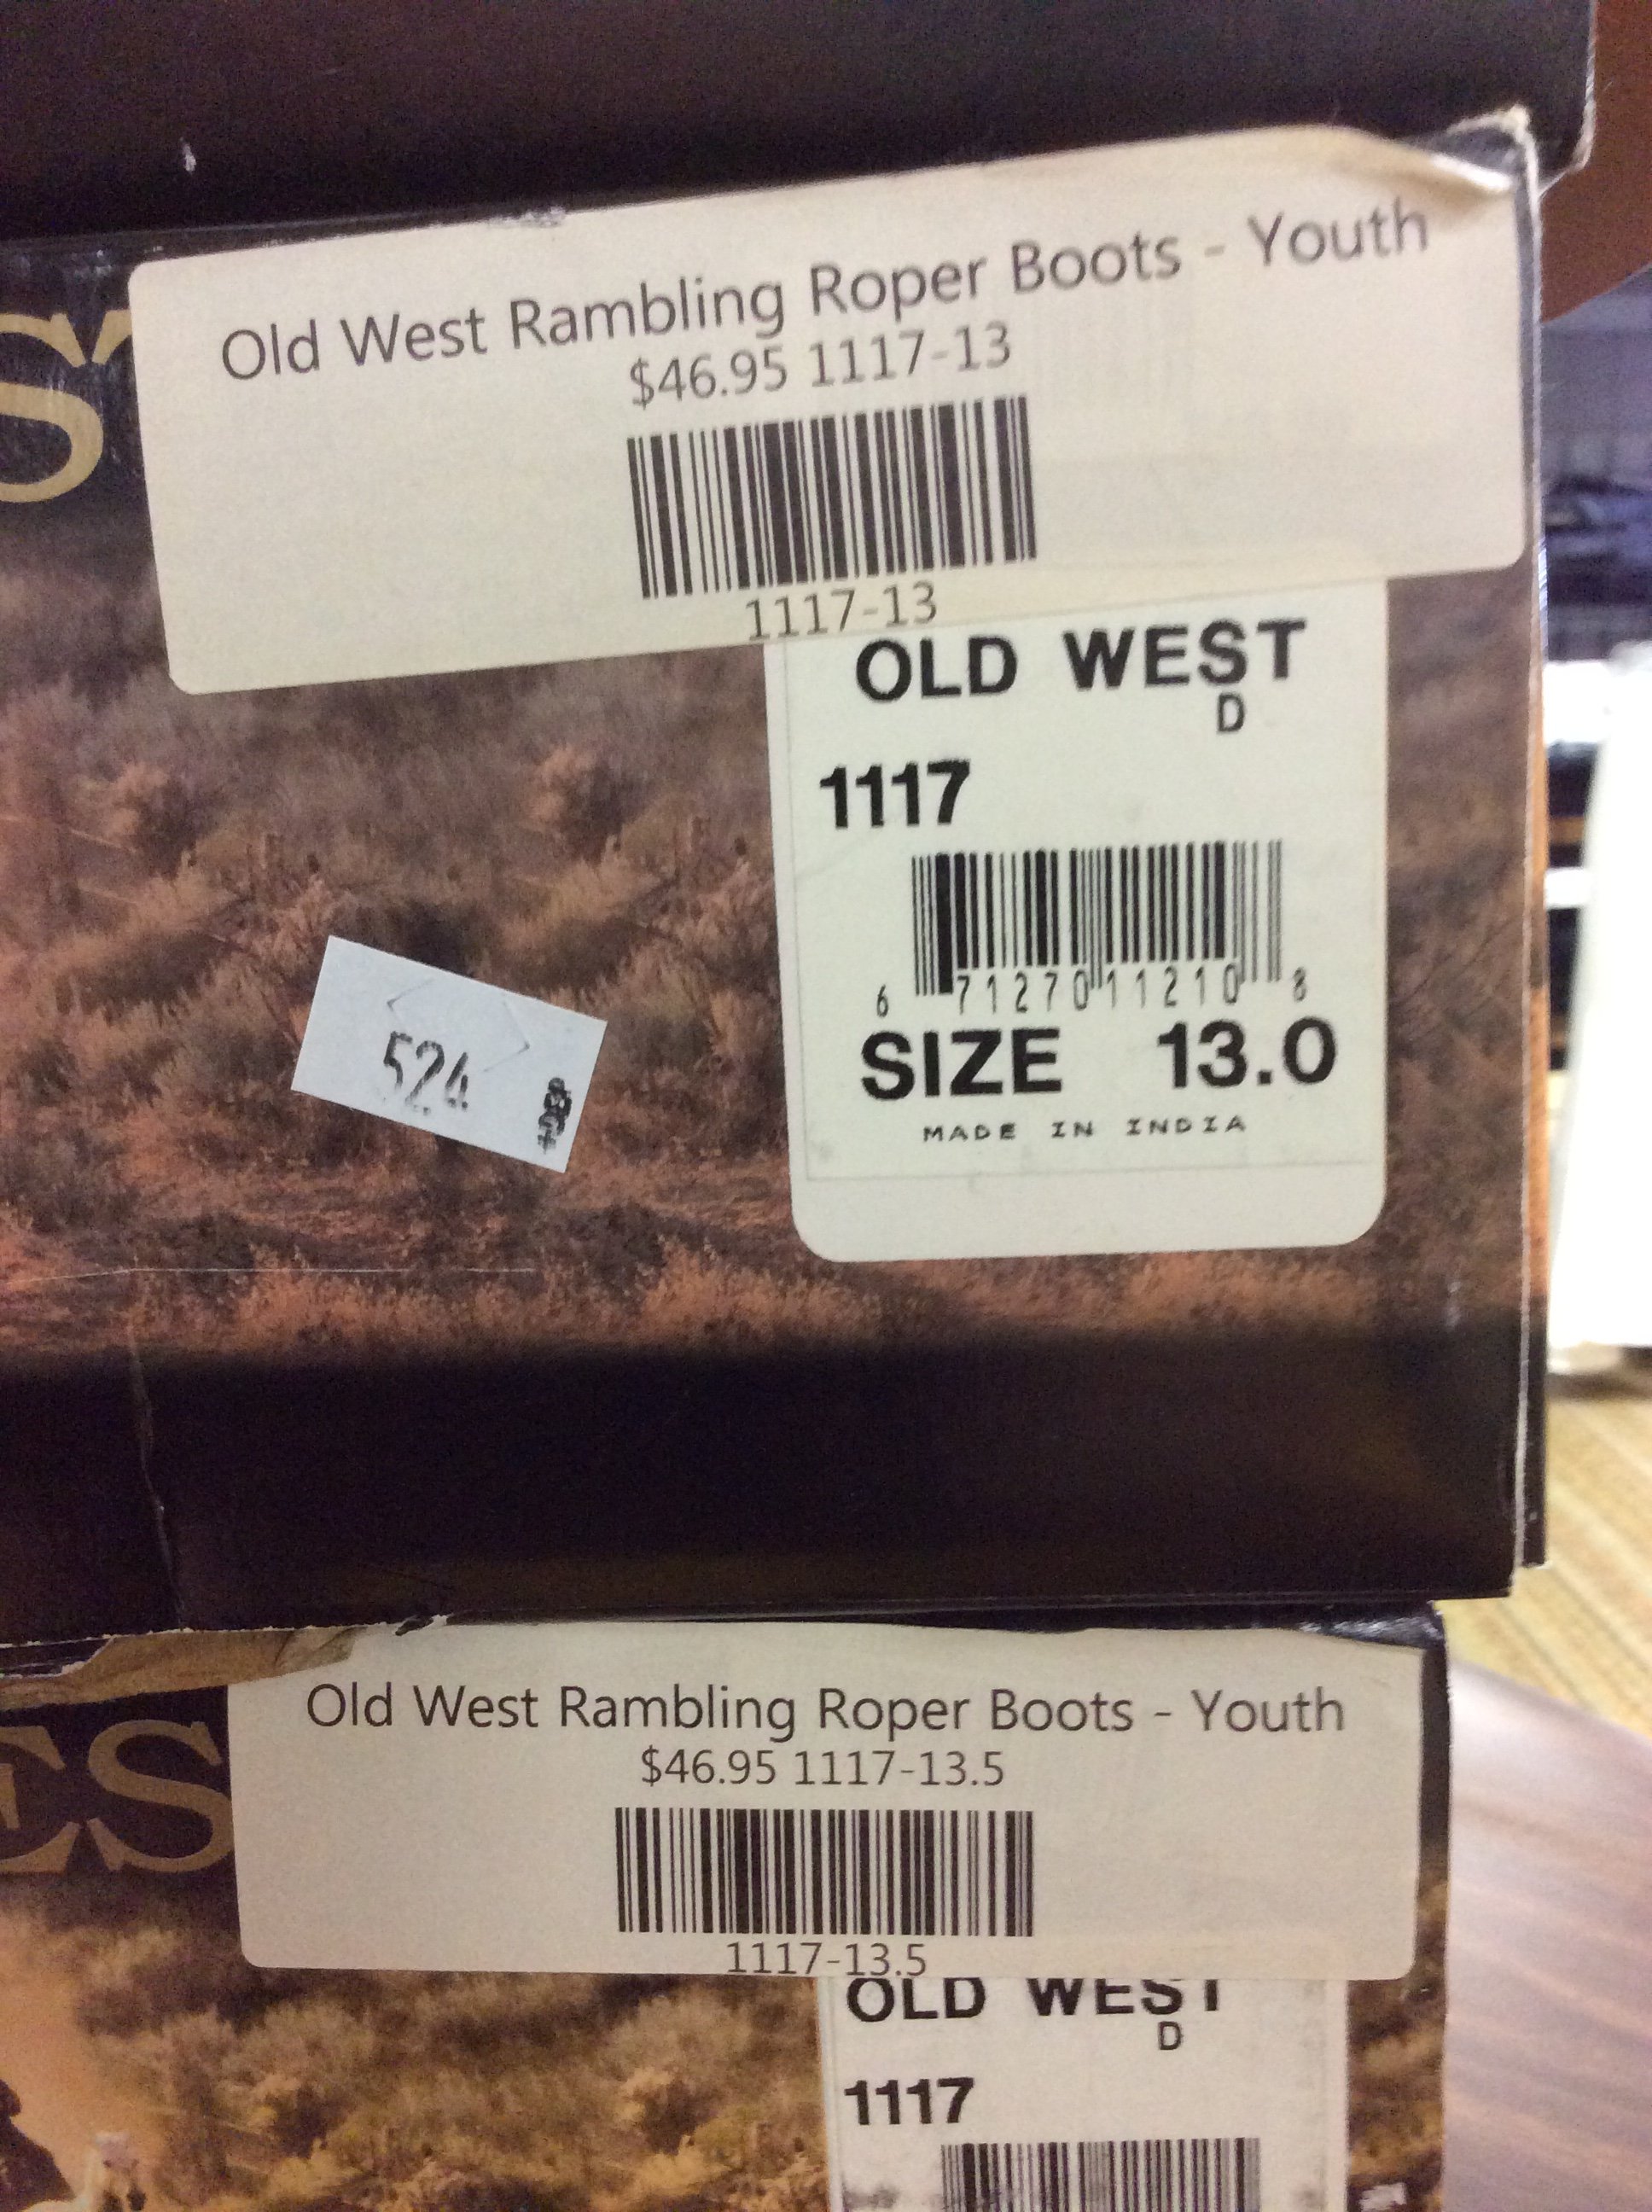 Old West Rambling Roper Boots - Youth
$46.95 1117-13
1117-13
OLD WEST
D
1117
6 71270 11210 8
SIZE 13.0
MADE IN INDIA
524
ES
Old West Rambling Roper Boots - Youth
$46.95 1117-13.5
1117-13.5
OLD WEST
D
1117